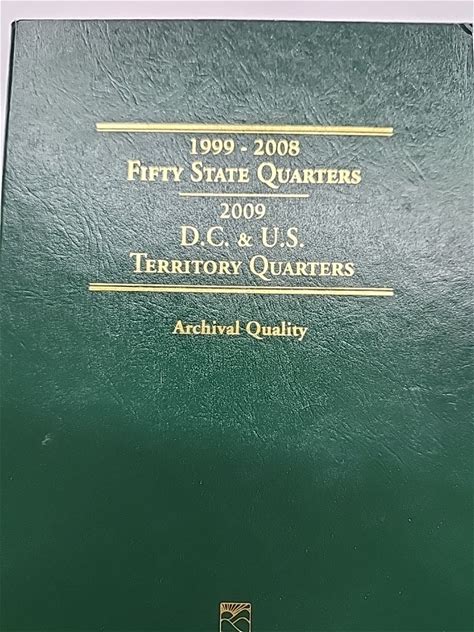 1999 - 2008
FIFTY STATE QUARTERS
2009
D.C. & U.S.
TERRITORY QUARTERS
Archival Quality